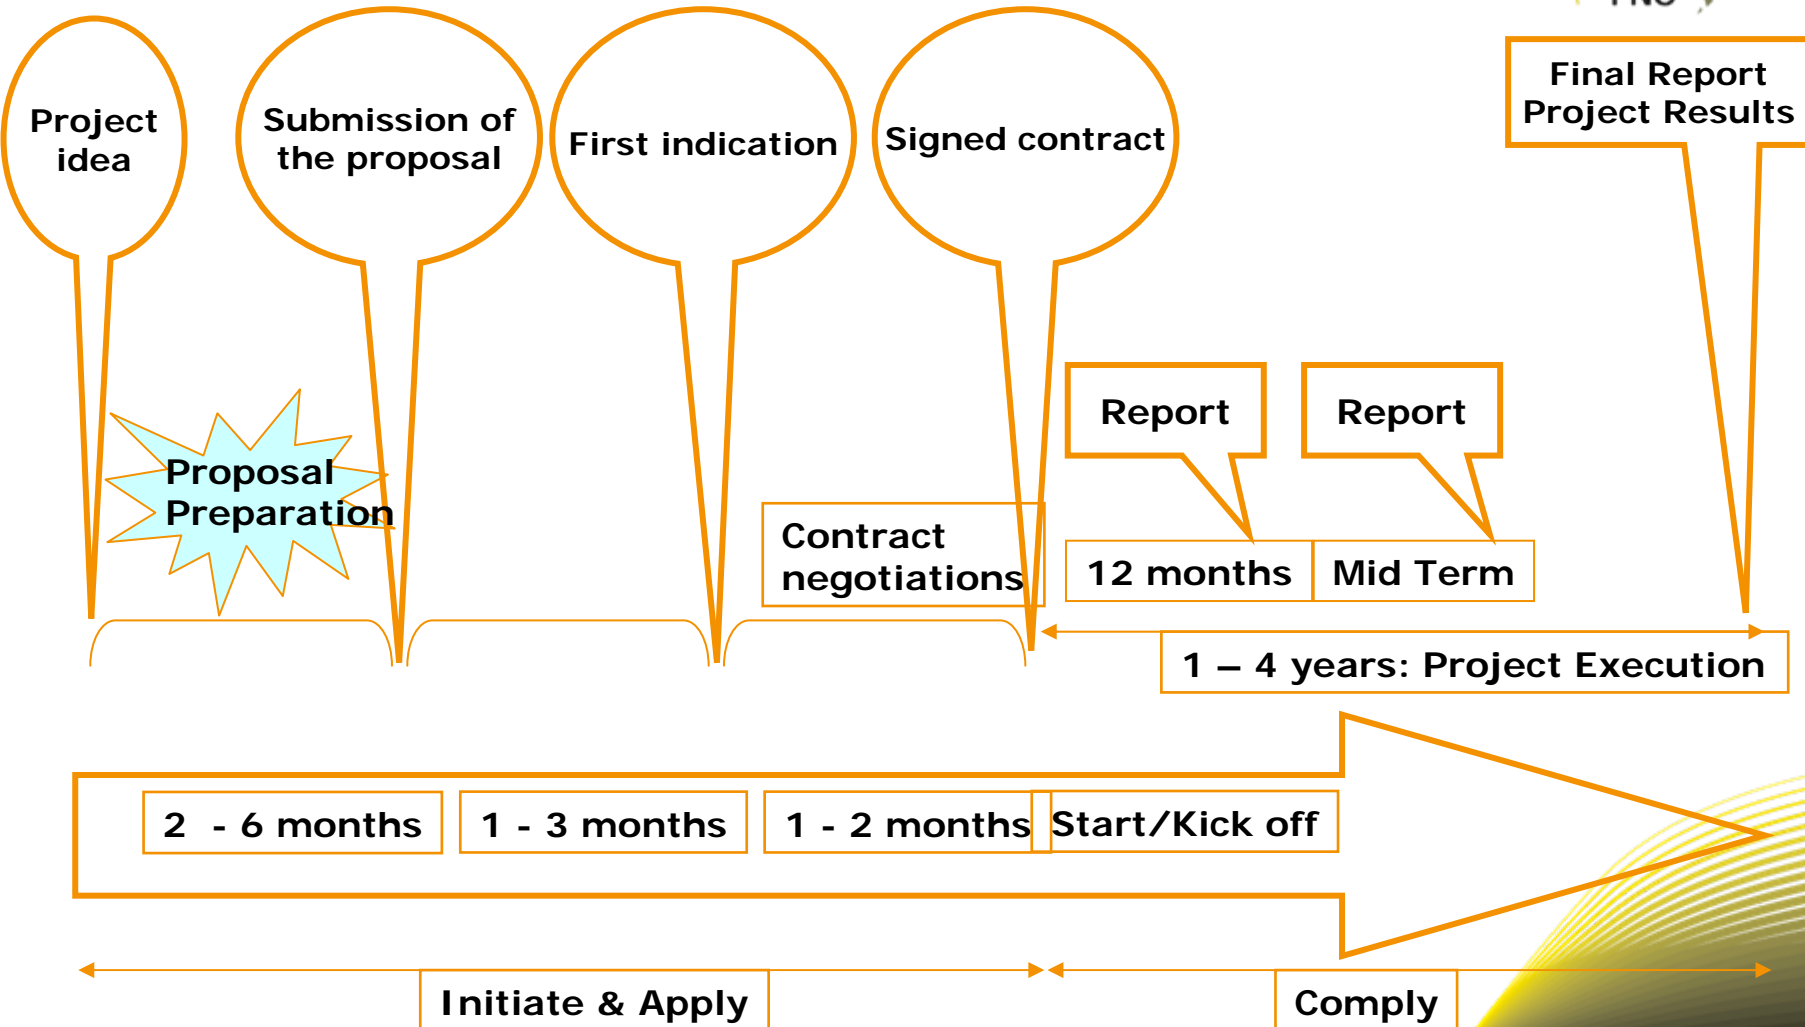 Project
idea
Submission of
the proposal
First indication
Signed contract
Final Report
Project Results
Proposal
Preparation
Contract
negotiations
Report
Report
12 months
Mid Term
1 – 4 years: Project Execution
2 - 6 months
1 - 3 months
1 - 2 months
Start/Kick off
Initiate & Apply
Comply